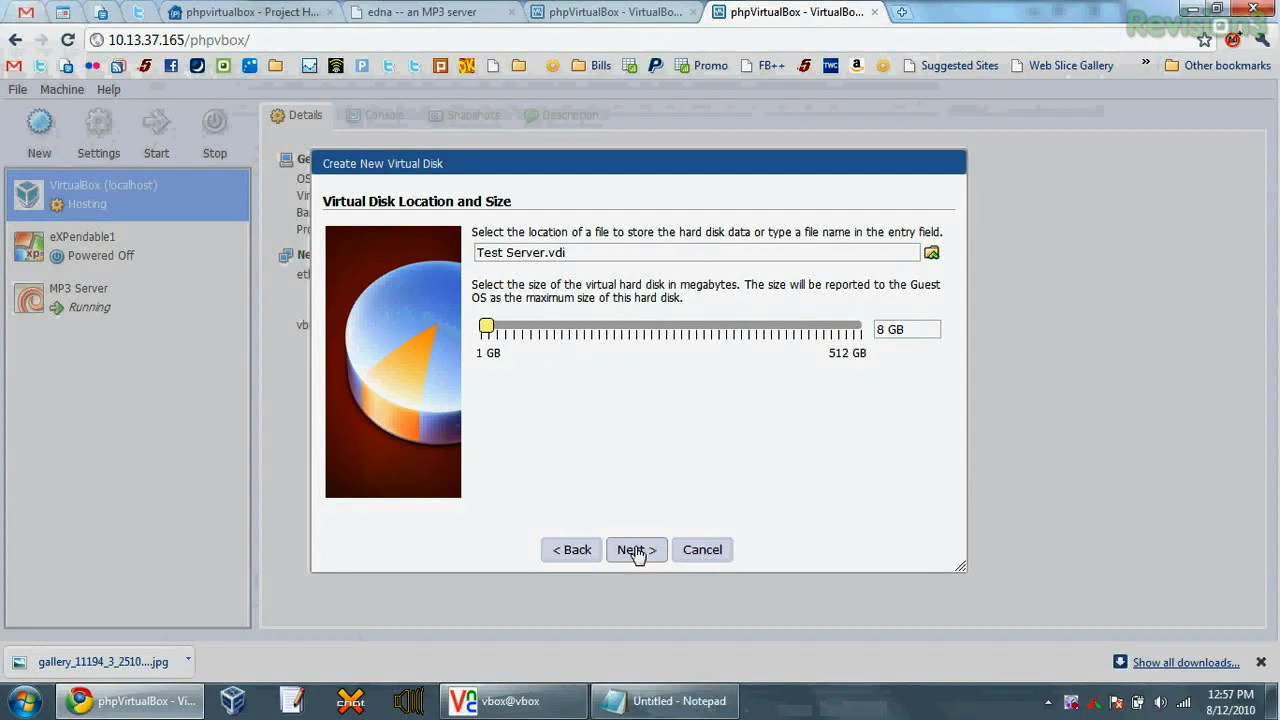 phpvirtualbox - Project H...
edna -- an MP3 server
phpVirtualBox - VirtualBo...
phpVirtualBox - VirtualBo...
Revision3
10.13.37.165/phpvbox/
Bills
Promo
FB++
Suggested Sites
Web Slice Gallery
»
Other bookmarks
File Machine Help
New Settings Start Stop
Details Console Snapshots Description
VirtualBox (localhost)
Hosting
eXPendable1
Powered Off
MP3 Server
Running
Create New Virtual Disk
Virtual Disk Location and Size
Select the location of a file to store the hard disk data or type a file name in the entry field.
Test Server.vdi
Select the size of the virtual hard disk in megabytes. The size will be reported to the Guest
OS as the maximum size of this hard disk.
8 GB
1 GB 512 GB
< Back Next > Cancel
gallery_11194_3_2510....jpg
Show all downloads...
phpVirtualBox - Vi...
vbox@vbox
Untitled - Notepad
12:57 PM
8/12/2010